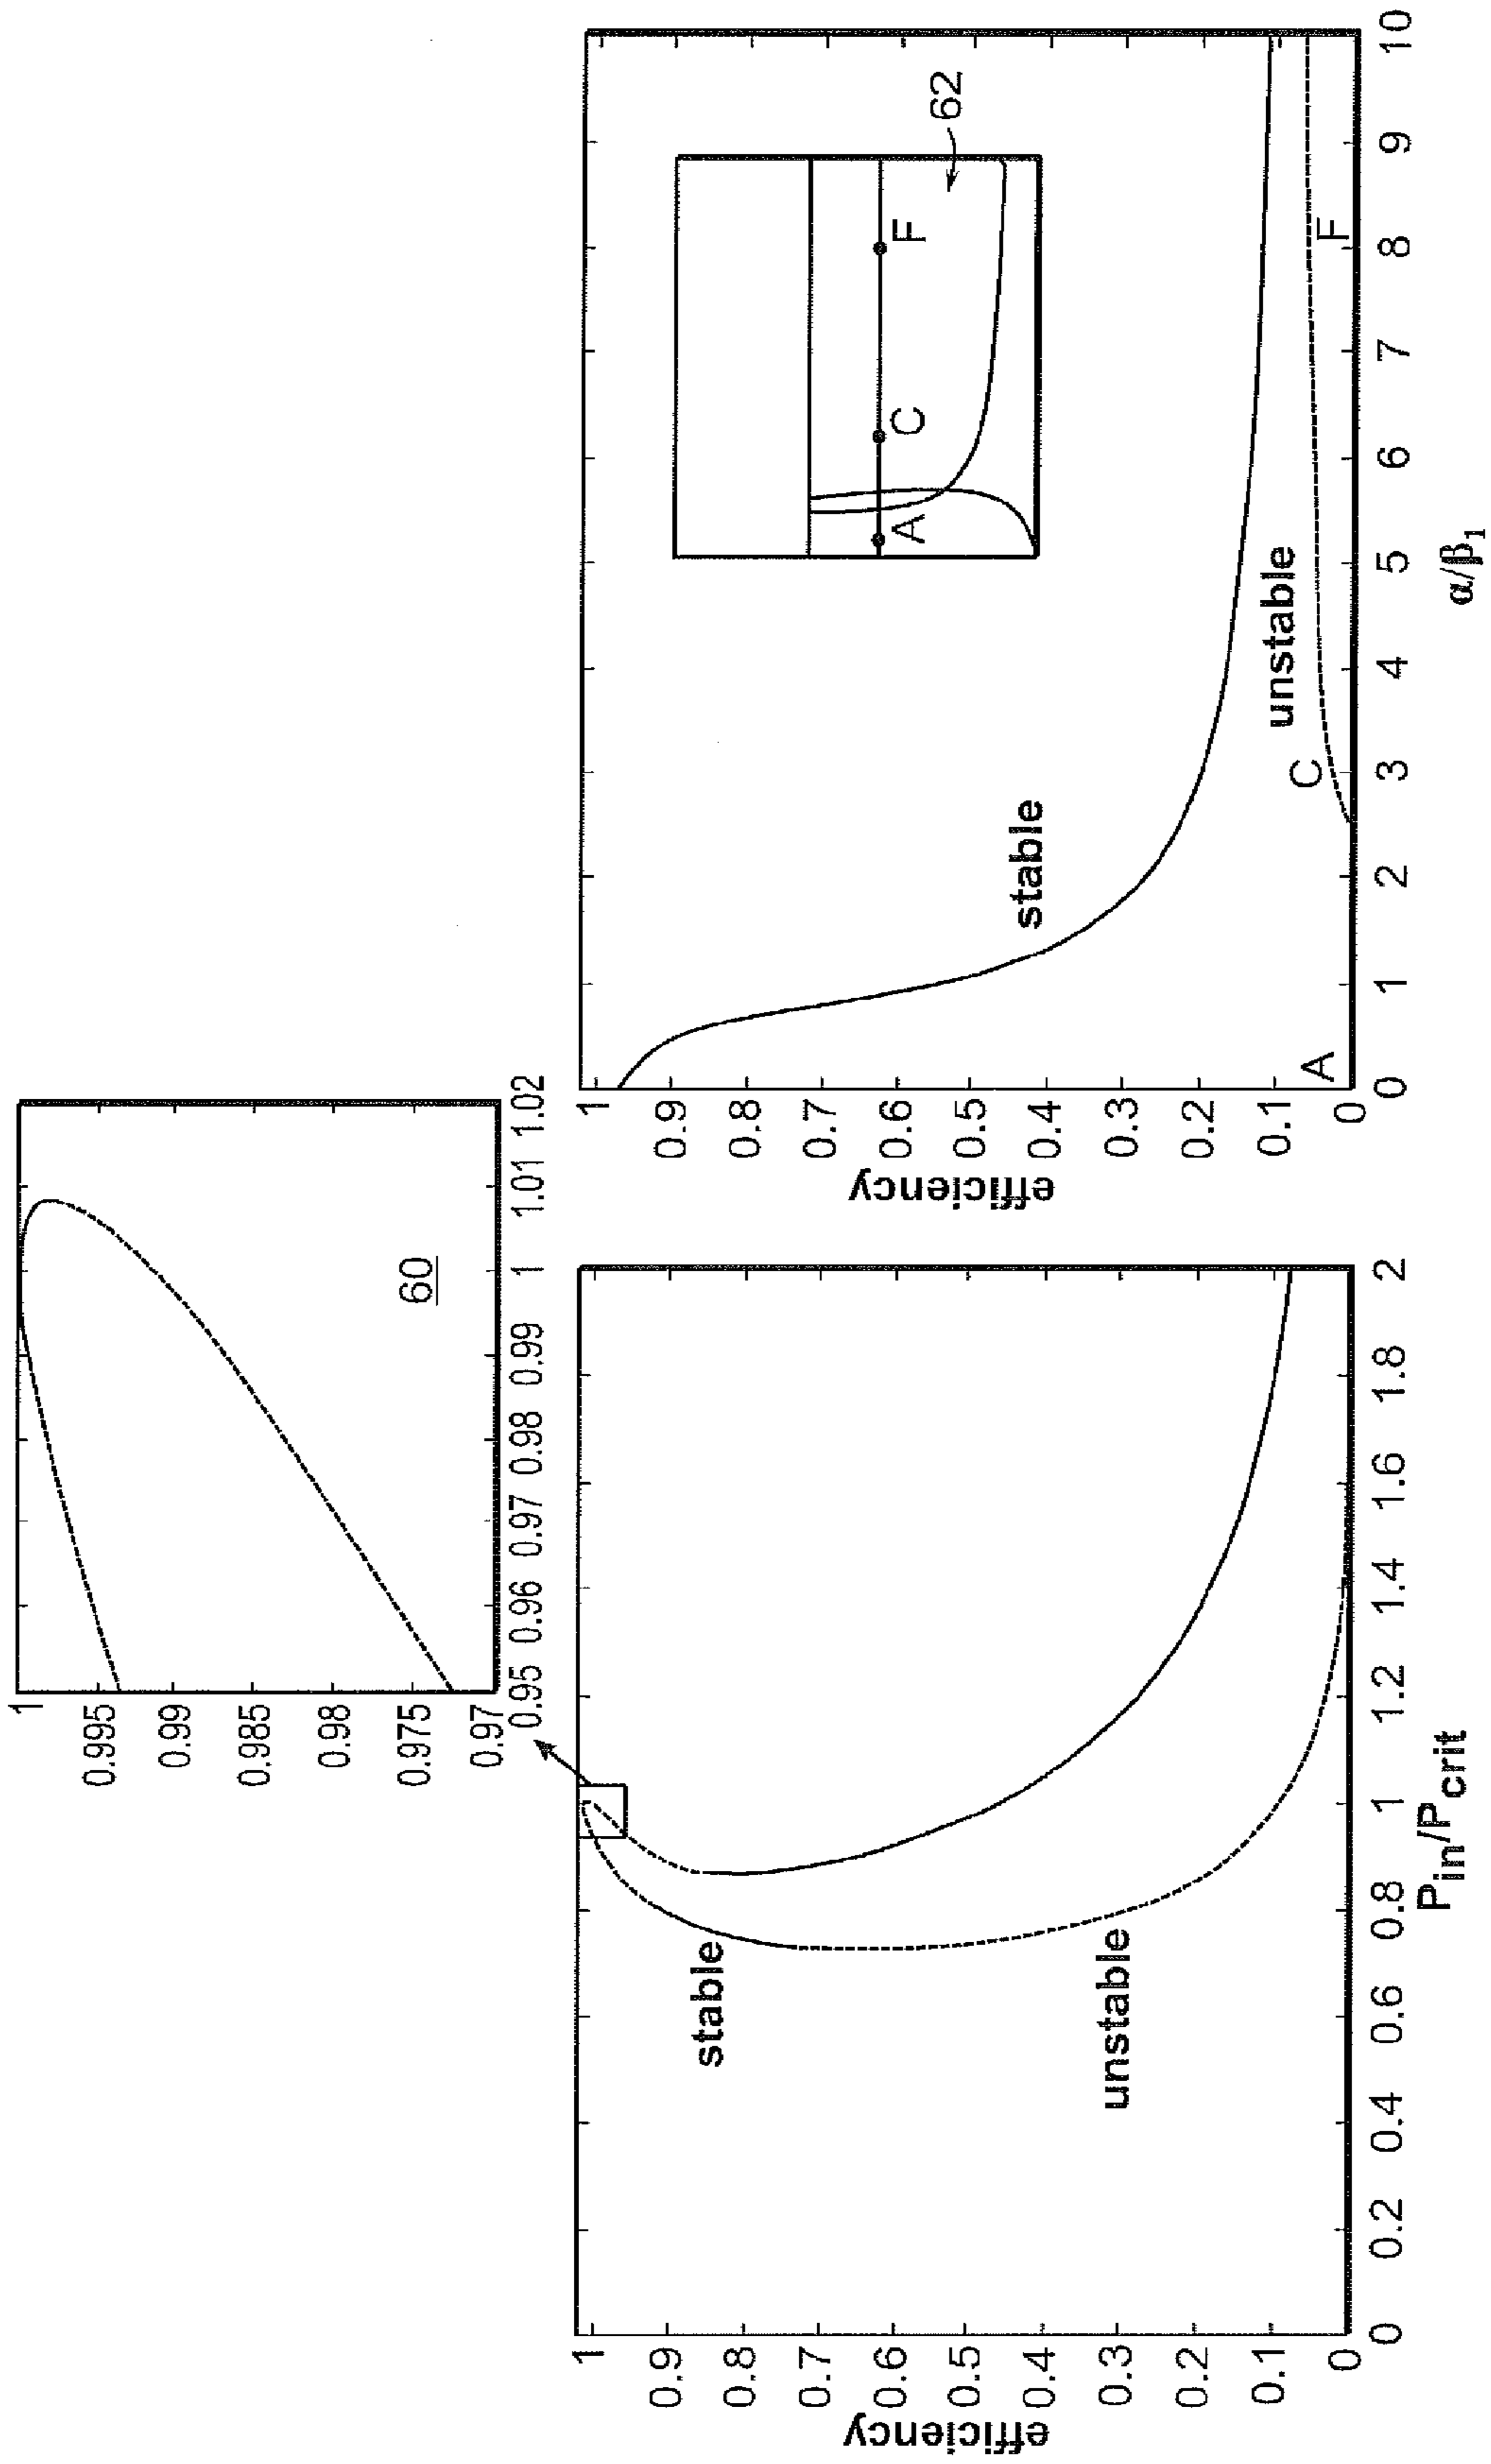 1
0.995
0.99
0.985
0.98
0.975
0.97
0.95 0.96 0.97 0.98 0.99 1 1.01 1.02
60
efficiency
1
0.9
0.8
0.7
0.6
0.5
0.4
0.3
0.2
0.1
0
stable
unstable
0 0.2 0.4 0.6 0.8 1 1.2 1.4 1.6 1.8 2
Pin/Pcrit
efficiency
1
0.9
0.8
0.7
0.6
0.5
0.4
0.3
0.2
0.1
0
A C F
62
stable
unstable
A C F
0 1 2 3 4 5 6 7 8 9 10
α/β1